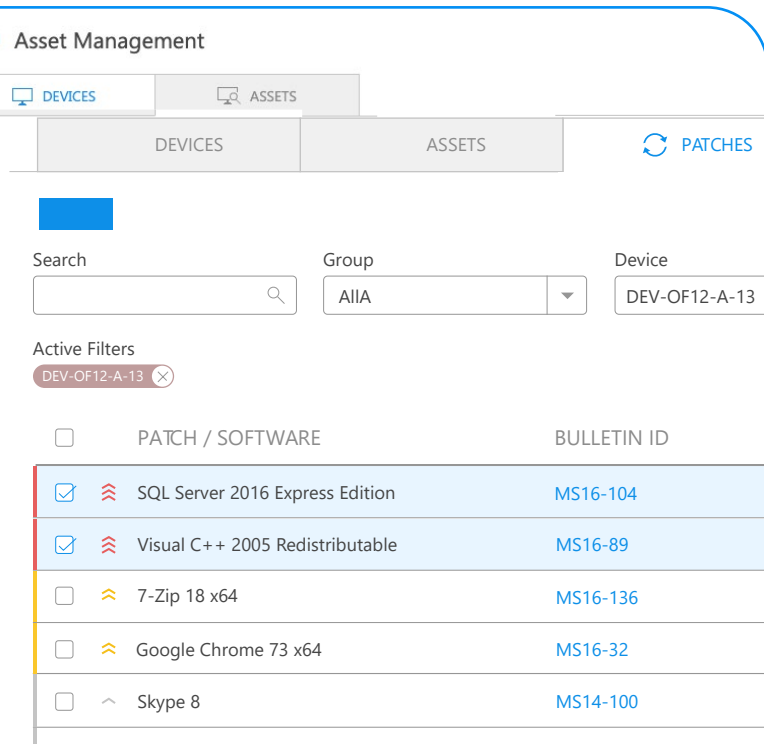 Asset Management
DEVICES ASSETS
DEVICES ASSETS PATCHES
Search Group Device
AllA DEV-OF12-A-13
Active Filters
DEV-OF12-A-13
PATCH / SOFTWARE BULLETIN ID
SQL Server 2016 Express Edition MS16-104
Visual C++ 2005 Redistributable MS16-89
7-Zip 18 x64 MS16-136
Google Chrome 73 x64 MS16-32
Skype 8 MS14-100